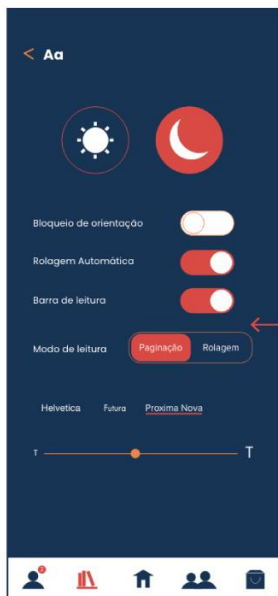 < Aa
Bloqueio de orientação
Rolagem Automática
Barra de leitura
Modo de leitura Paginação Rolagem
Helvetica Futura Proxima Nova
T T